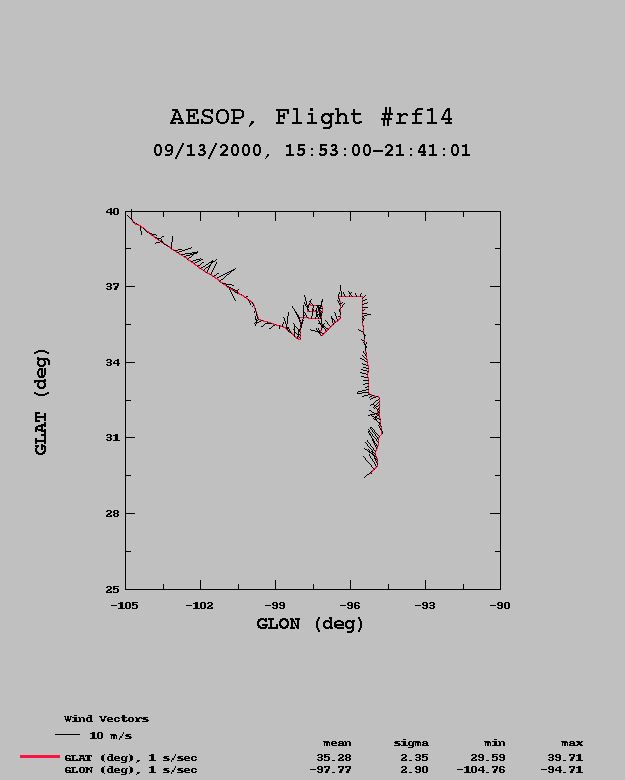 AESOP, Flight #rf14
09/13/2000, 15:53:00-21:41:01
40
37
34
31
28
25
GLAT (deg)
-105 -102 -99 -96 -93 -90
GLON (deg)
Wind Vectors
10 m/s
mean sigma min max
GLAT (deg), 1 s/sec 35.28 2.35 29.59 39.71
GLON (deg), 1 s/sec -97.77 2.90 -104.76 -94.71